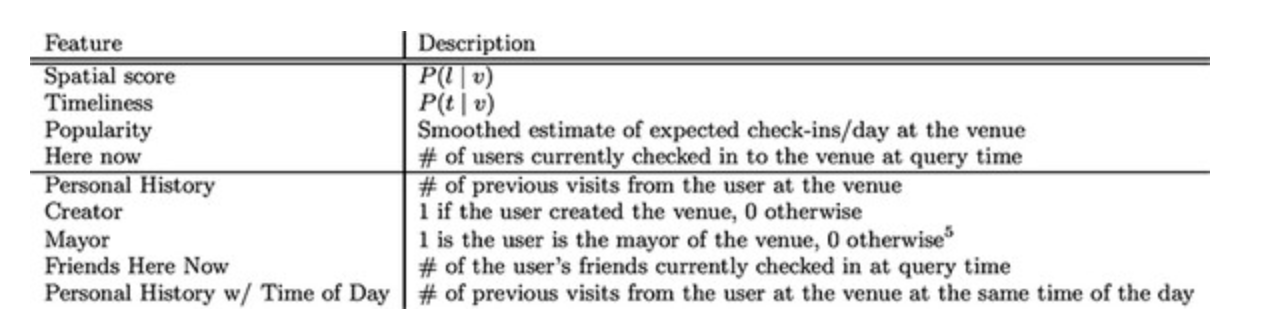 Feature Description
Spatial score P(l | v)
Timeliness P(t | v)
Popularity Smoothed estimate of expected check-ins/day at the venue
Here now # of users currently checked in to the venue at query time
Personal History # of previous visits from the user at the venue
Creator 1 if the user created the venue, 0 otherwise
Mayor 1 is the user is the mayor of the venue, 0 otherwise⁵
Friends Here Now # of the user's friends currently checked in at query time
Personal History w/ Time of Day # of previous visits from the user at the venue at the same time of the day